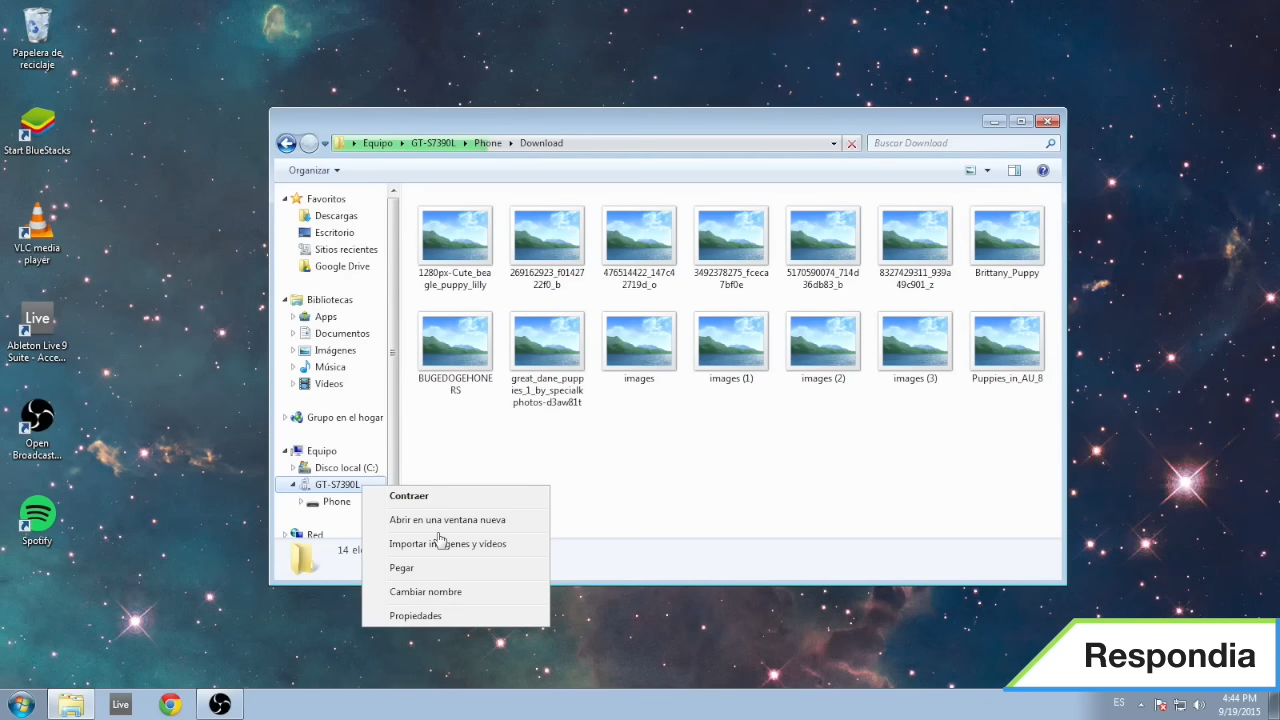 Papelera de
reciclaje
Start BlueStacks
VLC media
player
Live
Ableton Live 9
Suite - Acce...
Open
Broadcast...
Spotify
Equipo
GT-S7390L
Phone
Download
Buscar Download
Organizar
Favoritos
Descargas
Escritorio
Sitios recientes
Google Drive
Bibliotecas
Apps
Documentos
Imágenes
Música
Vídeos
Grupo en el hogar
Equipo
Disco local (C:)
GT-S7390L
Phone
Red
1280px-Cute_bea
gle_puppy_lilly
269162923_f01427
22f0_b
476514422_147c4
2719d_o
3492378275_fceca
7bf0e
5170590074_714d
36db83_b
8327429311_939a
49c901_z
Brittany_Puppy
BUGEDOGEHONE
RS
great_dane_pupp
ies_1_by_specialk
photos-d3aw81t
images
images (1)
images (2)
images (3)
Puppies_in_AU_8
14 el
Contraer
Abrir en una ventana nueva
Importar imágenes y vídeos
Pegar
Cambiar nombre
Propiedades
Respondia
Live
ES
4:44 PM
9/19/2015